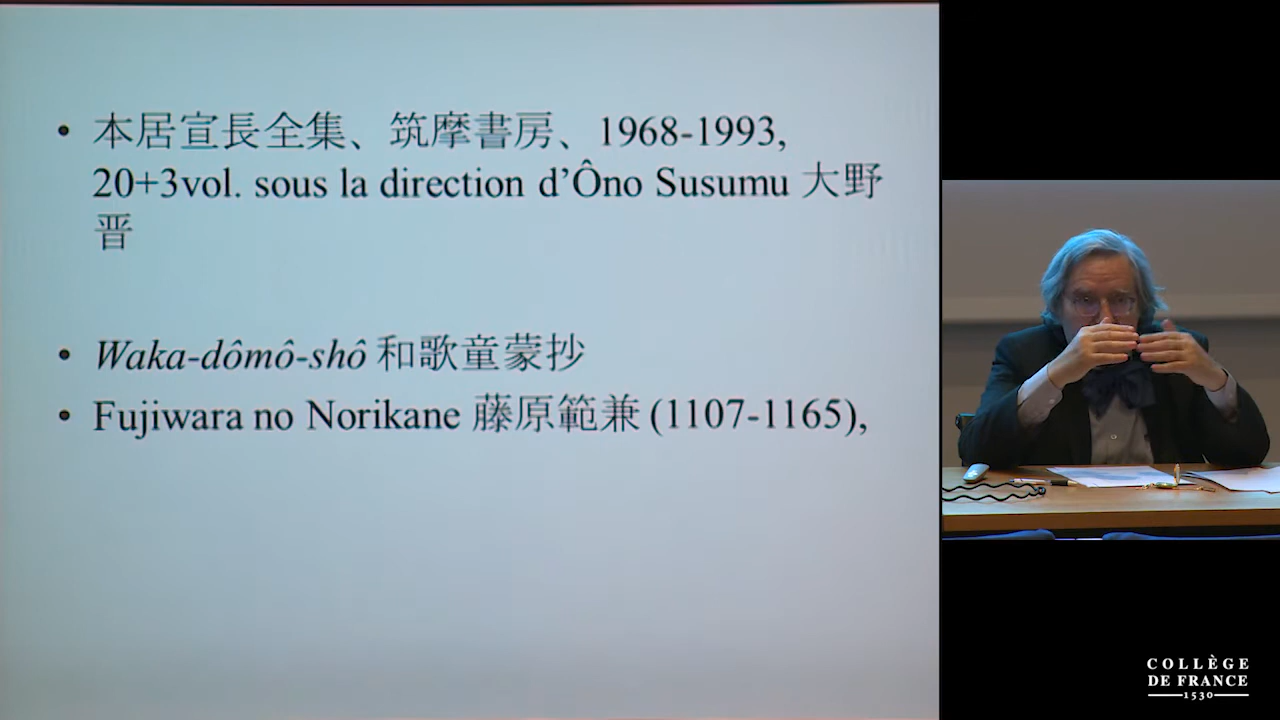 • 本居宣長全集、筑摩書房、1968-1993,
20+3vol. sous la direction d’Ôno Susumu 大野
晋
• Waka-dômô-shô 和歌童蒙抄
• Fujiwara no Norikane 藤原範兼 (1107-1165),
COLLÈGE
DE FRANCE
1530